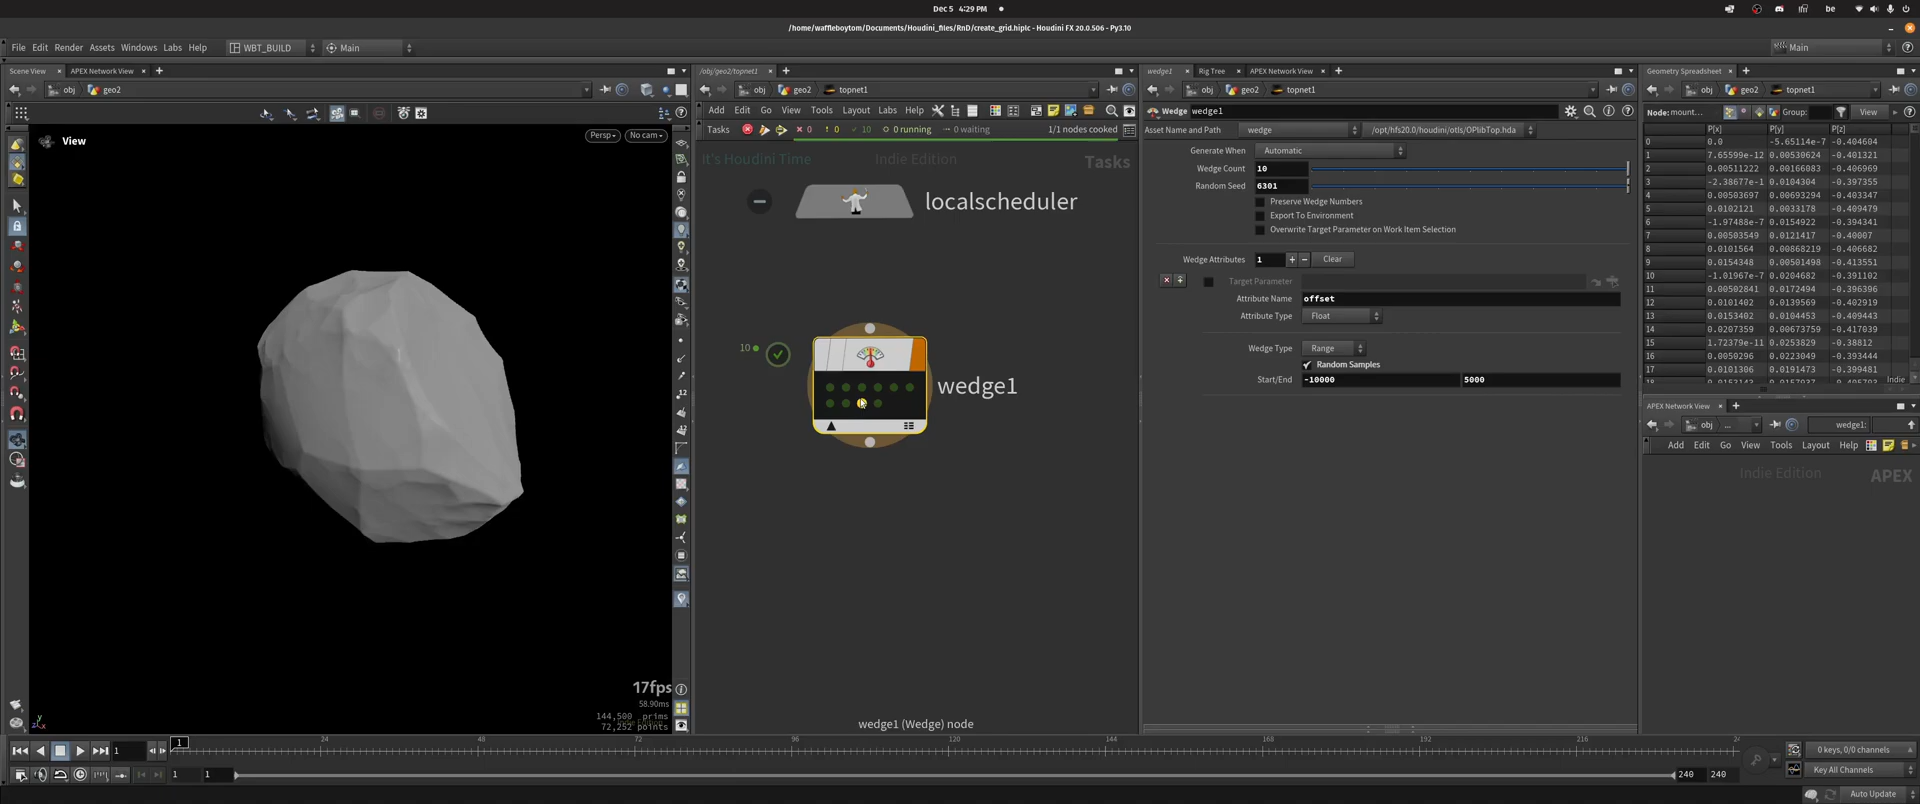 Dec 5 4:29 PM
be
/home/waffleboytom/Documents/Houdini_files/RnD/create_grid.hiplc - Houdini FX 20.0.506 - Py3.10
File Edit Render Assets Windows Labs Help WBT_BUILD Main
Main
Scene View APEX Network View
obj geo2
View
Persp No cam
17fps
58.90ms
144,500 prims
72,252 points
/obj/geo2/topnet1
obj geo2 topnet1
Add Edit Go View Tools Layout Labs Help
Tasks 0 0 10 0 running 0 waiting 1/1 nodes cooked
It's Houdini Time Indie Edition Tasks
localscheduler
10
wedge1
wedge1 (Wedge) node
wedge1 Rig Tree APEX Network View
obj geo2 topnet1
Wedge wedge1
Asset Name and Path wedge /opt/hfs20.0/houdini/otls/OPlibTop.hda
Generate When Automatic
Wedge Count 10
Random Seed 6301
Preserve Wedge Numbers
Export To Environment
Overwrite Target Parameter on Work Item Selection
Wedge Attributes 1 Clear
Target Parameter
Attribute Name offset
Attribute Type Float
Wedge Type Range
Random Samples
Start/End -10000 5000
Geometry Spreadsheet
obj geo2 topnet1
Node: mount... Group: View
P[x] P[y] P[z]
0 0.0 -5.65114e-7 -0.404604
1 7.65599e-12 0.00530624 -0.401321
2 0.00511222 0.00166083 -0.406969
3 -2.38677e-1 0.0104304 -0.397355
4 0.00503697 0.00693294 -0.403347
5 0.0102121 0.0033178 -0.409479
6 -1.97488e-7 0.0154922 -0.394341
7 0.00503549 0.0121417 -0.40007
8 0.0101564 0.00868219 -0.406682
9 0.0154348 0.00501498 -0.413551
10 -1.01967e-7 0.0204682 -0.391102
11 0.00502841 0.0172494 -0.396396
12 0.0101402 0.0139569 -0.402919
13 0.0153402 0.0104453 -0.409443
14 0.0207359 0.00673759 -0.417039
15 1.72379e-11 0.0253829 -0.38812
16 0.0050296 0.0223049 -0.393444
17 0.0101306 0.0191473 -0.399481
Indie
APEX Network View
obj ... wedge1:
Add Edit Go View Tools Layout Help
Indie Edition APEX
1 1 24 48 72 96 120 144 168 192 216
0 keys, 0/0 channels
1 1 240 240 Key All Channels
Auto Update